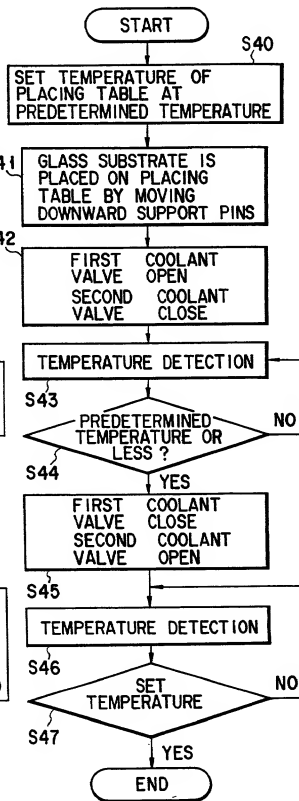 START
S40
SET TEMPERATURE OF
PLACING TABLE AT
PREDETERMINED TEMPERATURE
41
GLASS SUBSTRATE IS
PLACED ON PLACING
TABLE BY MOVING
DOWNWARD SUPPORT PINS
42
FIRST COOLANT
VALVE OPEN
SECOND COOLANT
VALVE CLOSE
TEMPERATURE DETECTION
S43
PREDETERMINED
TEMPERATURE OR
LESS ?
NO
S44
YES
FIRST COOLANT
VALVE CLOSE
SECOND COOLANT
VALVE OPEN
S45
TEMPERATURE DETECTION
S46
SET
TEMPERATURE
NO
S47
YES
END